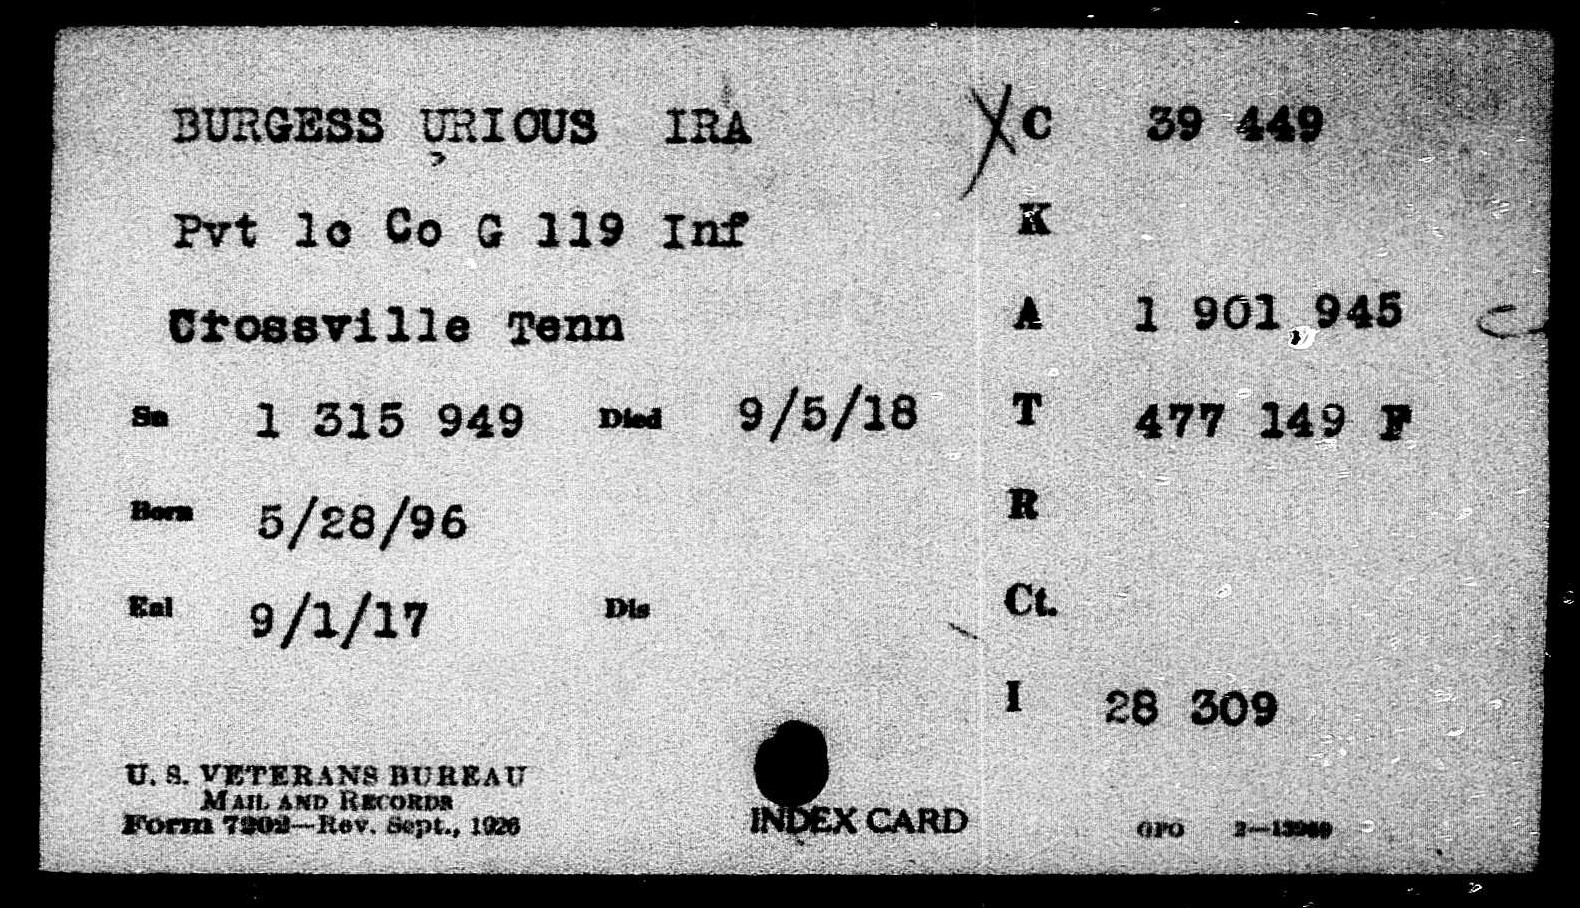 BURGESS URIOUS IRA
X C 39 449
Pvt 1c Co G 119 Inf
K
Crossville Tenn
A 1 901 945
Sn 1 315 949 Died 9/5/18
T 477 149 F
Born 5/28/96
R
Enl 9/1/17 Dis
Ct.
I 28 309
U. S. VETERANS BUREAU
MAIL AND RECORDS
Form 7202—Rev. Sept., 1926
INDEX CARD
GPO